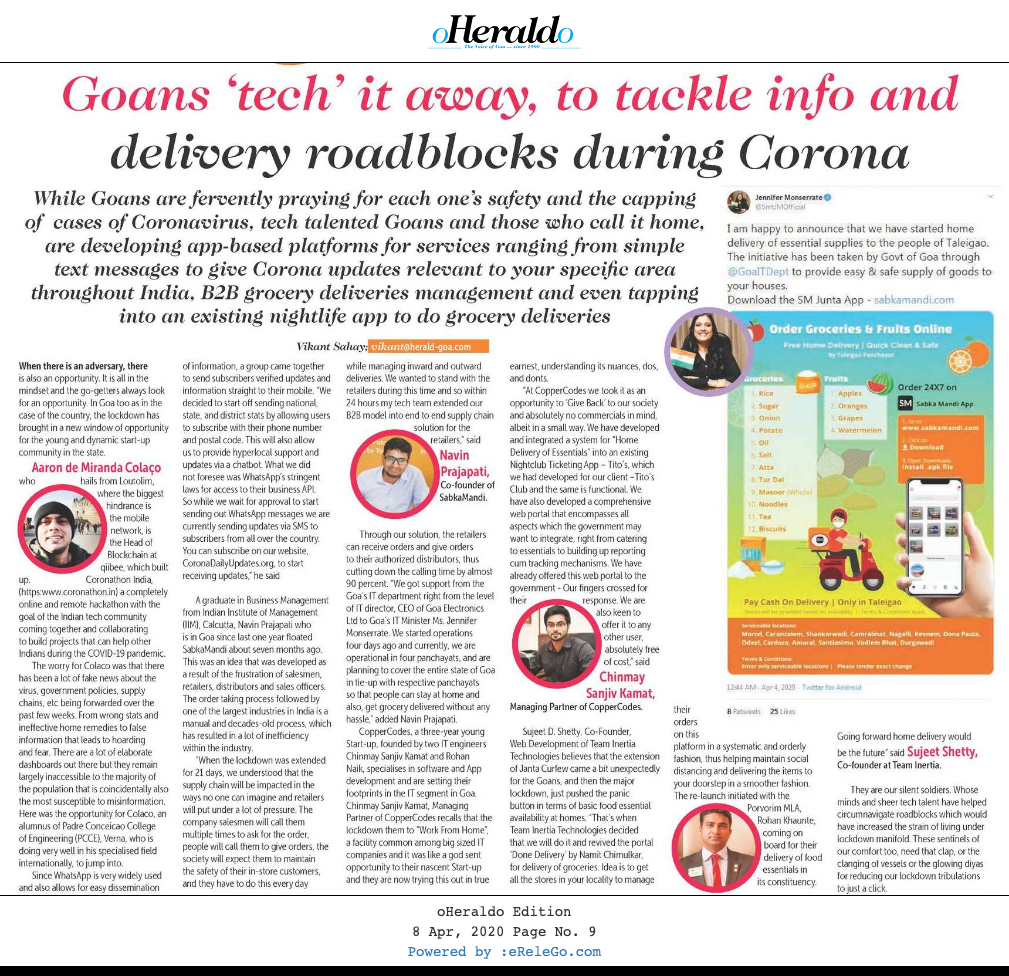 oHeraldo
The Voice of Goa — since 1900
Goans ‘tech’ it away, to tackle info and
delivery roadblocks during Corona
While Goans are fervently praying for each one’s safety and the capping
of cases of Coronavirus, tech talented Goans and those who call it home,
are developing app-based platforms for services ranging from simple
text messages to give Corona updates relevant to your specific area
throughout India, B2B grocery deliveries management and even tapping
into an existing nightlife app to do grocery deliveries
Vikant Sahay; vikant@herald-goa.com
When there is an adversary, there
is also an opportunity. It is all in the
mindset and the go-getters always look
for an opportunity. In Goa too as in the
case of the country, the lockdown has
brought in a new window of opportunity
for the young and dynamic start-up
community in the state.
Aaron de Miranda Colaço
who hails from Loutolim,
where the biggest
hindrance is
the mobile
network, is
the Head of
Blockchain at
qiibee, which built
up. Coronathon India,
(https:www.coronathon.in) a completely
online and remote hackathon with the
goal of the Indian tech community
coming together and collaborating
to build projects that can help other
Indians during the COVID-19 pandemic.
The worry for Colaco was that there
has been a lot of fake news about the
virus, government policies, supply
chains, etc being forwarded over the
past few weeks. From wrong stats and
ineffective home remedies to false
information that leads to hoarding
and fear. There are a lot of elaborate
dashboards out there but they remain
largely inaccessible to the majority of
the population that is coincidentally also
the most susceptible to misinformation.
Here was the opportunity for Colaco, an
alumnus of Padre Conceicao College
of Engineering (PCCE), Verna, who is
doing very well in his specialised field
internationally, to jump into.
Since WhatsApp is very widely used
and also allows for easy dissemination
of information, a group came together
to send subscribers verified updates and
information straight to their mobile. “We
decided to start off sending national,
state, and district stats by allowing users
to subscribe with their phone number
and postal code. This will also allow
us to provide hyperlocal support and
updates via a chatbot. What we did
not foresee was WhatsApp’s stringent
laws for access to their business API.
So while we wait for approval to start
sending out WhatsApp messages we are
currently sending updates via SMS to
subscribers from all over the country.
You can subscribe on our website,
CoronaDailyUpdates.org, to start
receiving updates,” he said
A graduate in Business Management
from Indian Institute of Management
(IIM), Calcutta, Navin Prajapati who
is in Goa since last one year floated
SabkaMandi about seven months ago.
This was an idea that was developed as
a result of the frustration of salesmen,
retailers, distributors and sales officers.
The order taking process followed by
one of the largest industries in India is a
manual and decades-old process, which
has resulted in a lot of inefficiency
within the industry.
“When the lockdown was extended
for 21 days, we understood that the
supply chain will be impacted in the
ways no one can imagine and retailers
will put under a lot of pressure. The
company salesmen will call them
multiple times to ask for the order,
people will call them to give orders, the
society will expect them to maintain
the safety of their in-store customers,
and they have to do this every day
while managing inward and outward
deliveries. We wanted to stand with the
retailers during this time and so within
24 hours my tech team extended our
B2B model into end to end supply chain
solution for the
retailers,” said
Navin
Prajapati,
Co-founder of
SabkaMandi.
Through our solution, the retailers
can receive orders and give orders
to their authorized distributors, thus
cutting down the calling time by almost
90 percent. “We got support from the
Goa’s IT department right from the level
of IT director, CEO of Goa Electronics
Ltd to Goa’s IT Minister Ms. Jennifer
Monserrate. We started operations
four days ago and currently, we are
operational in four panchayats, and are
planning to cover the entire state of Goa
in tie-up with respective panchayats
so that people can stay at home and
also, get grocery delivered without any
hassle,” added Navin Prajapati.
CopperCodes, a three-year young
Start-up, founded by two IT engineers
Chinmay Sanjiv Kamat and Rohan
Naik, specialises in software and App
development and are setting their
footprints in the IT segment in Goa.
Chinmay Sanjiv Kamat, Managing
Partner of CopperCodes recalls that the
lockdown them to “Work From Home”,
a facility common among big sized IT
companies and it was like a god sent
opportunity to their nascent Start-up
and they are now trying this out in true
earnest, understanding its nuances, dos,
and donts.
“At CopperCodes we took it as an
opportunity to ‘Give Back’ to our society
and absolutely no commercials in mind,
albeit in a small way. We have developed
and integrated a system for “Home
Delivery of Essentials” into an existing
Nightclub Ticketing App – Tito’s, which
we had developed for our client –Tito’s
Club and the same is functional. We
have also developed a comprehensive
web portal that encompasses all
aspects which the government may
want to integrate, right from catering
to essentials to building up reporting
cum tracking mechanisms. We have
already offered this web portal to the
government - Our fingers crossed for
their response. We are
also keen to
offer it to any
other user,
absolutely free
of cost,” said
Chinmay
Sanjiv Kamat,
Managing Partner of CopperCodes.
Sujeet D. Shetty, Co-Founder,
Web Development of Team Inertia
Technologies believes that the extension
of Janta Curfew came a bit unexpectedly
for the Goans, and then the major
lockdown, just pushed the panic
button in terms of basic food essential
availability at homes. “That’s when
Team Inertia Technologies decided
that we will do it and revived the portal
‘Done Delivery’ by Namit Chimulkar,
for delivery of groceries. Idea is to get
all the stores in your locality to manage
their
orders
on this
platform in a systematic and orderly
fashion, thus helping maintain social
distancing and delivering the items to
your doorstep in a smoother fashion.
The re-launch initiated with the
Porvorim MLA,
Rohan Khaunte,
coming on
board for their
delivery of food
essentials in
its constituency.
Going forward home delivery would
be the future” said Sujeet Shetty,
Co-founder at Team Inertia.
They are our silent soldiers. Whose
minds and sheer tech talent have helped
circumnavigate roadblocks which would
have increased the strain of living under
lockdown manifold. These sentinels of
our comfort too, need that clap, or the
clanging of vessels or the glowing diyas
for reducing our lockdown tribulations
to just a click.
Jennifer Monserrate
@SmtJMOfficial
I am happy to announce that we have started home
delivery of essential supplies to the people of Taleigao.
The initiative has been taken by Govt of Goa through
@GoaITDept to provide easy & safe supply of goods to
your houses.
Download the SM Junta App - sabkamandi.com
Order Groceries & Fruits Online
Free Home Delivery | Quick Clean & Safe
By Taleigao Panchayat
Groceries
1. Rice
2. Sugar
3. Onion
4. Potato
5. Oil
6. Salt
7. Atta
8. Tur Dal
9. Masoor (Whole)
10. Noodles
11. Tea
12. Biscuits
Fruits
1. Apples
2. Oranges
3. Grapes
4. Watermelon
Order 24X7 on
SM Sabka Mandi App
1. Go to
www.sabkamandi.com
2. Click on
Download
3. Open Downloads
Install .apk file
Pay Cash On Delivery | Only in Taleigao
Serviceable locations:
Morod, Caranzalem, Shankarwadi, Camrabhat, Nagalli, Kevnem, Dona Paula,
Odxel, Cardozo, Amaral, Santissimo, Vodlem Bhat, Durgawadi
Terms & Conditions:
Enter only serviceable locations | Please tender exact change
12:44 AM · Apr 4, 2020 · Twitter for Android
8 Retweets 25 Likes
oHeraldo Edition
8 Apr, 2020 Page No. 9
Powered by :eReleGo.com